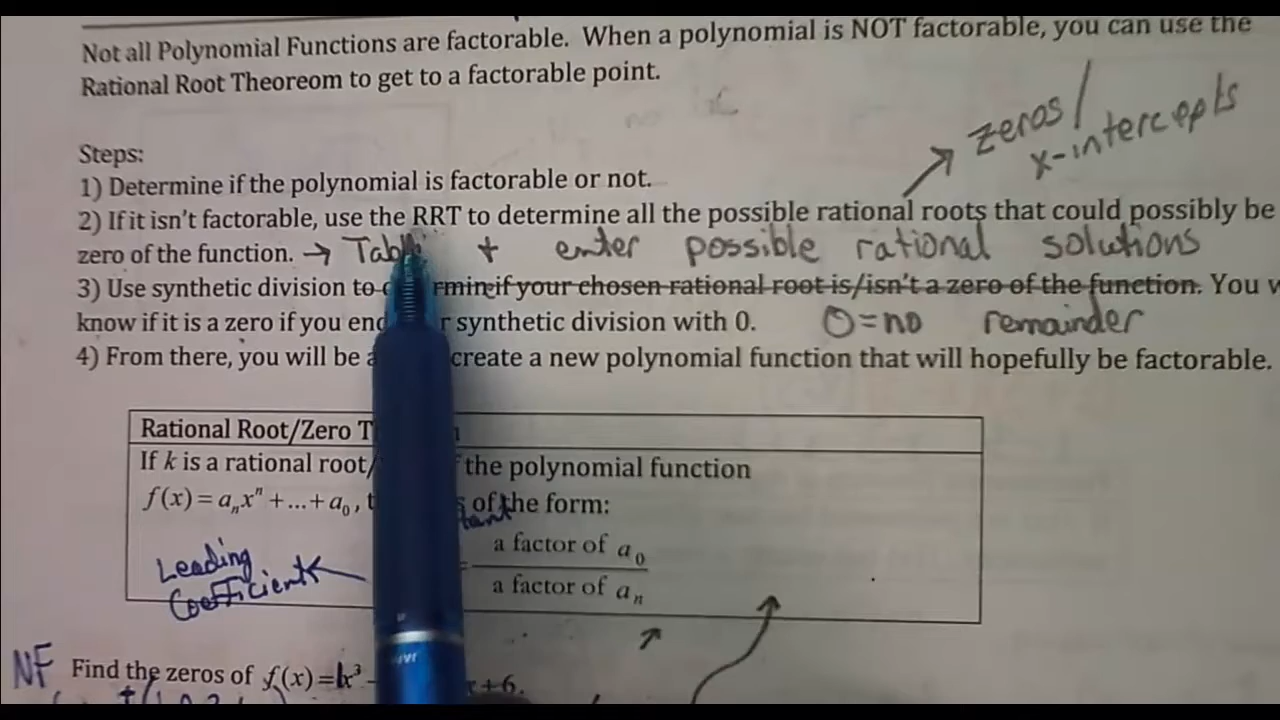 Not all Polynomial Functions are factorable. When a polynomial is NOT factorable, you can use the
Rational Root Theoreom to get to a factorable point.
zeros/
x-intercepts
Steps:
1) Determine if the polynomial is factorable or not.
2) If it isn't factorable, use the RRT to determine all the possible rational roots that could possibly be
zero of the function. → Table + enter possible rational solutions
3) Use synthetic division to if your chosen rational root is/isn't a zero of the function. You
know if it is a zero if you synthetic division with 0. 0=no remainder
4) From there, you will be create a new polynomial function that will hopefully be factorable.
Rational Root/Zero
If k is a rational root/ the polynomial function
f(x) = aₙxⁿ + ... + a₀, of the form:
a factor of a₀
a factor of aₙ
Leading
Coefficient
NF Find the zeros of f(x) = x³ + 6.